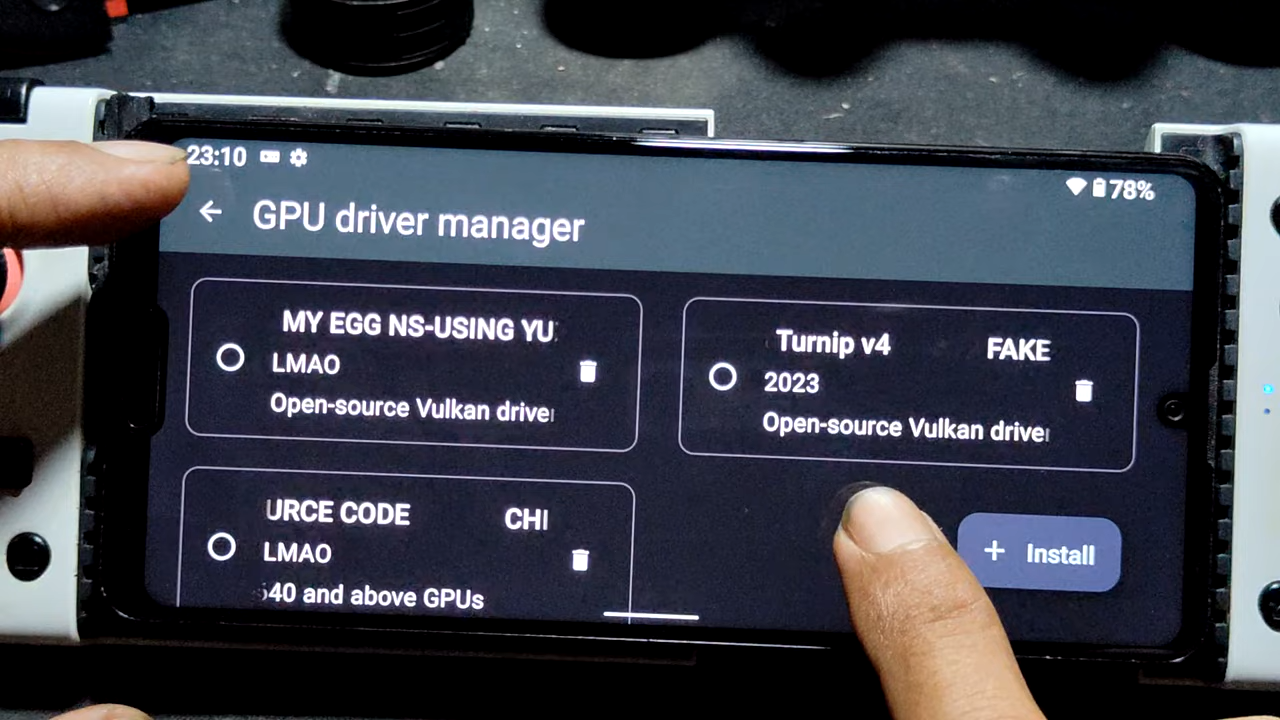 23:10
78%
GPU driver manager
MY EGG NS-USING YU
LMAO
Open-source Vulkan drive
Turnip v4 FAKE
2023
Open-source Vulkan drive
URCE CODE CHI
LMAO
40 and above GPUs
+ Install